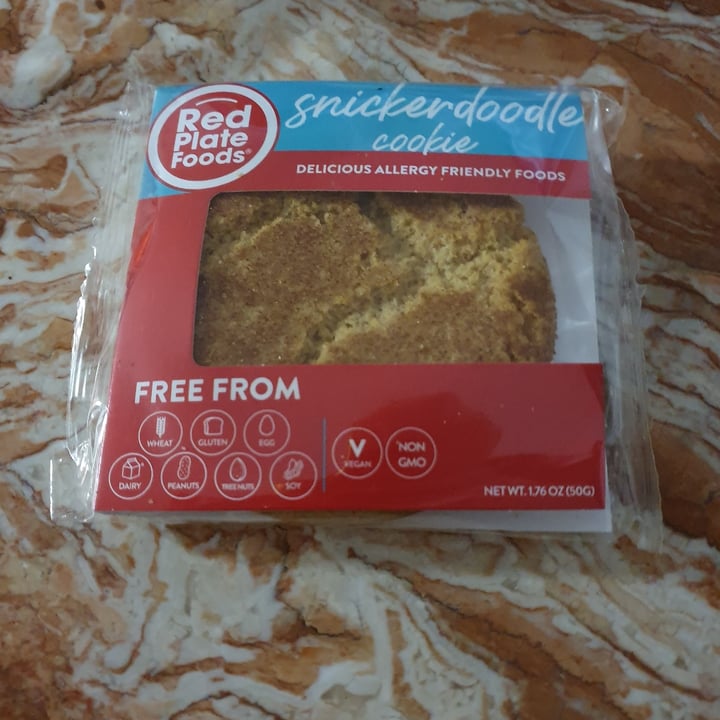 Red
Plate
Foods®
snickerdoodle
cookie
DELICIOUS ALLERGY FRIENDLY FOODS
FREE FROM
WHEAT
GLUTEN
EGG
DAIRY
PEANUTS
TREE NUTS
SOY
V
VEGAN
NON
GMO
NET WT. 1.76 OZ (50G)